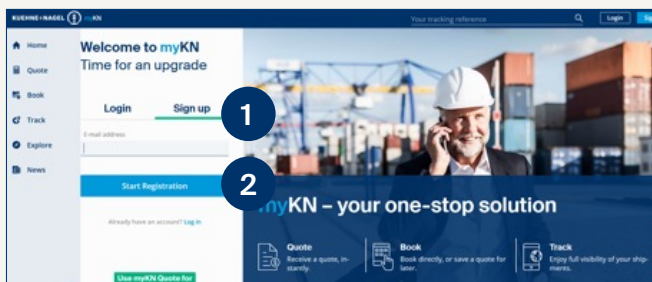 KUEHNE+NAGEL myKN
Your tracking reference
Login
Home
Quote
Book
Track
Explore
News
Welcome to myKN
Time for an upgrade
Login
Sign up
1
E-mail address
Start Registration
2
Already have an account? Log in
Use myKN Quote for
myKN – your one-stop solution
Quote
Receive a quote, in-
stantly.
Book
Book directly, or save a quote for
later.
Track
Enjoy full visibility of your ship-
ments.